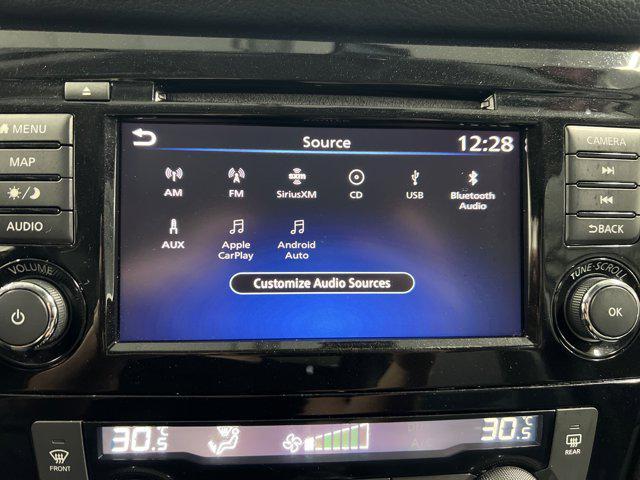 MENU
MAP
AUDIO
VOLUME
Source
12:28
AM
FM
sxm
SiriusXM
CD
USB
Bluetooth
Audio
AUX
Apple
CarPlay
Android
Auto
Customize Audio Sources
CAMERA
BACK
TUNE·SCROLL
OK
FRONT
30.5°C
A/C
30.5°C
REAR